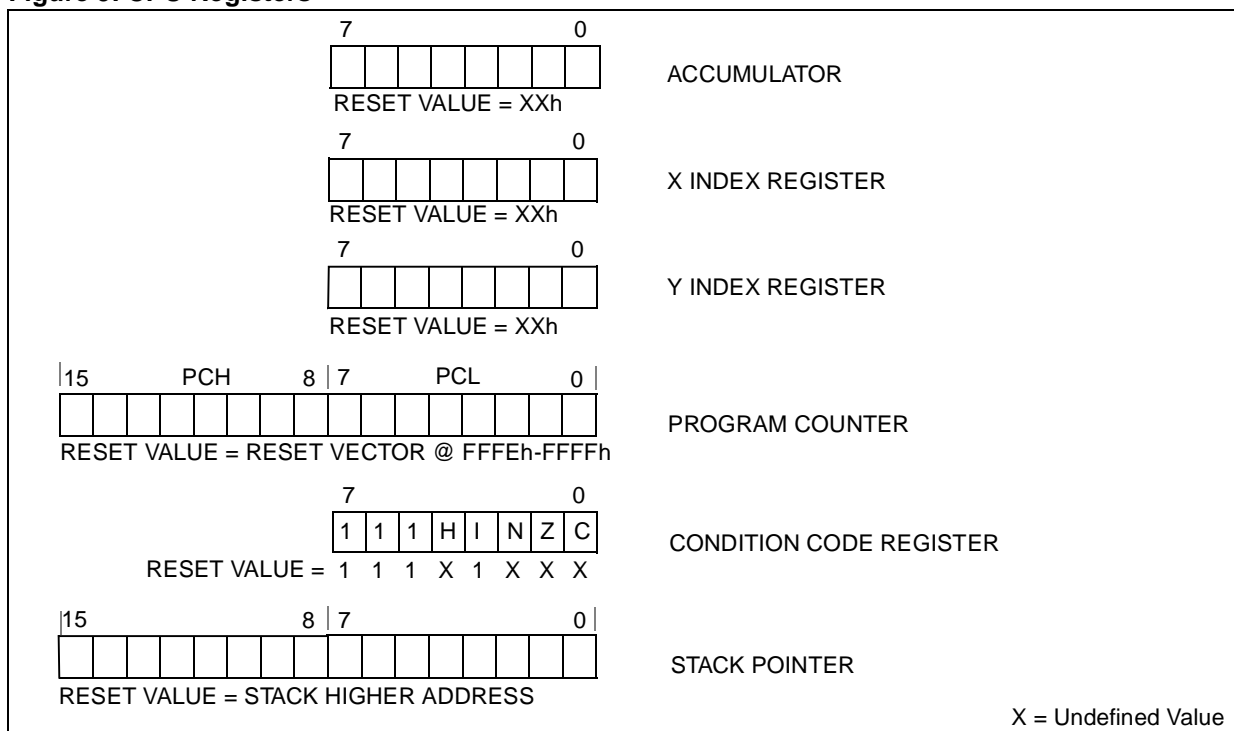 7 0
ACCUMULATOR
RESET VALUE = XXh
7 0
X INDEX REGISTER
RESET VALUE = XXh
7 0
Y INDEX REGISTER
RESET VALUE = XXh
15 PCH 8 7 PCL 0
PROGRAM COUNTER
RESET VALUE = RESET VECTOR @ FFFEh-FFFFh
7 0
1 1 1 H I N Z C
CONDITION CODE REGISTER
RESET VALUE = 1 1 1 X 1 X X X
15 8 7 0
STACK POINTER
RESET VALUE = STACK HIGHER ADDRESS
X = Undefined Value